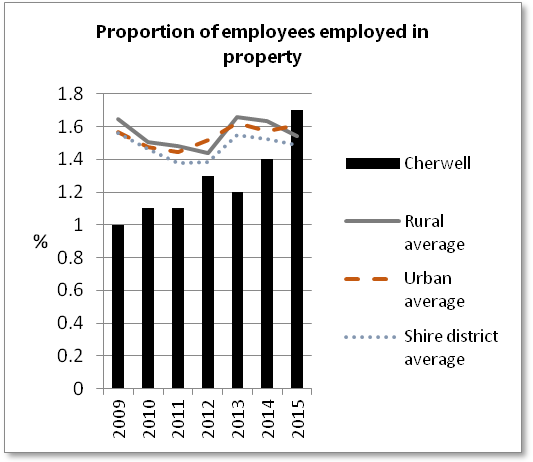 Proportion of employees employed in
property
1.8
1.6
1.4
1.2
1
0.8
0.6
0.4
0.2
0
%
2009
2010
2011
2012
2013
2014
2015
Cherwell
Rural
average
Urban
average
Shire district
average